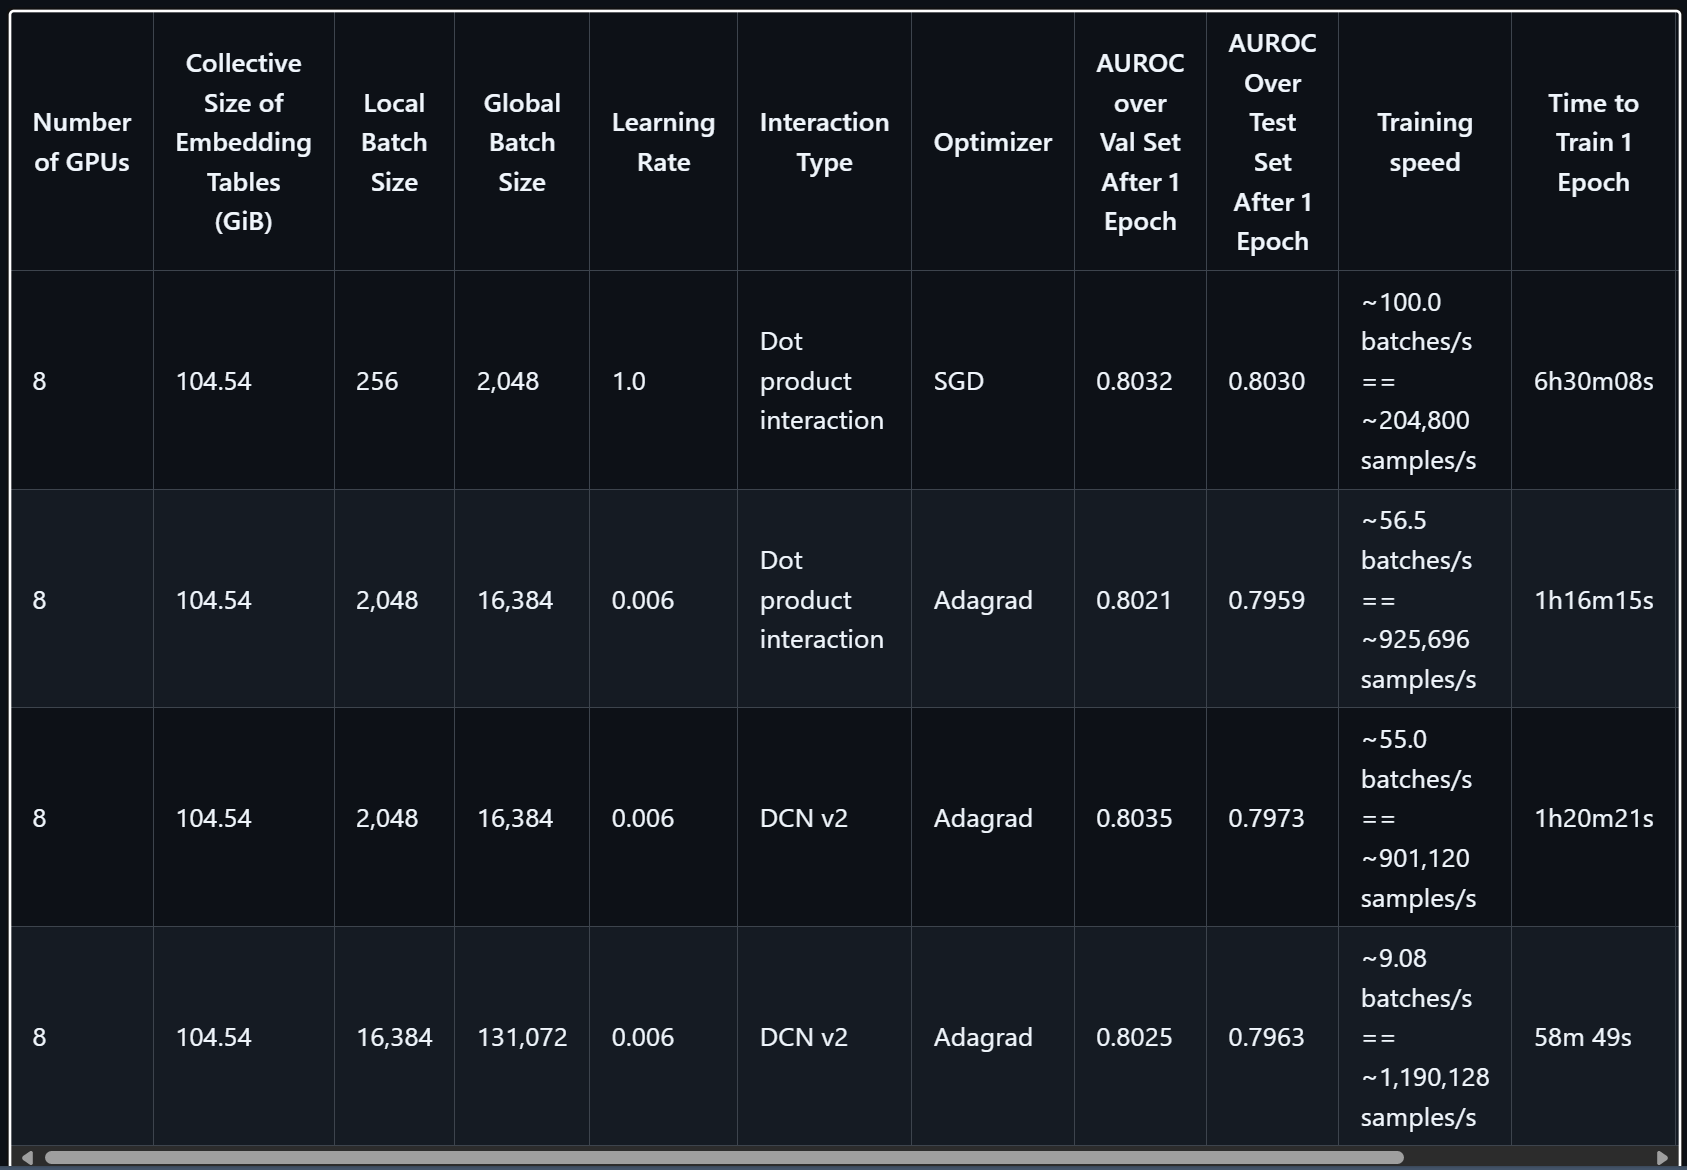 Number
of GPUs
Collective
Size of
Embedding
Tables
(GiB)
Local
Batch
Size
Global
Batch
Size
Learning
Rate
Interaction
Type
Optimizer
AUROC
over
Val Set
After 1
Epoch
AUROC
Over
Test
Set
After 1
Epoch
Training
speed
Time to
Train 1
Epoch
8
104.54
256
2,048
1.0
Dot
product
interaction
SGD
0.8032
0.8030
~100.0
batches/s
==
~204,800
samples/s
6h30m08s
8
104.54
2,048
16,384
0.006
Dot
product
interaction
Adagrad
0.8021
0.7959
~56.5
batches/s
==
~925,696
samples/s
1h16m15s
8
104.54
2,048
16,384
0.006
DCN v2
Adagrad
0.8035
0.7973
~55.0
batches/s
==
~901,120
samples/s
1h20m21s
8
104.54
16,384
131,072
0.006
DCN v2
Adagrad
0.8025
0.7963
~9.08
batches/s
==
~1,190,128
samples/s
58m 49s